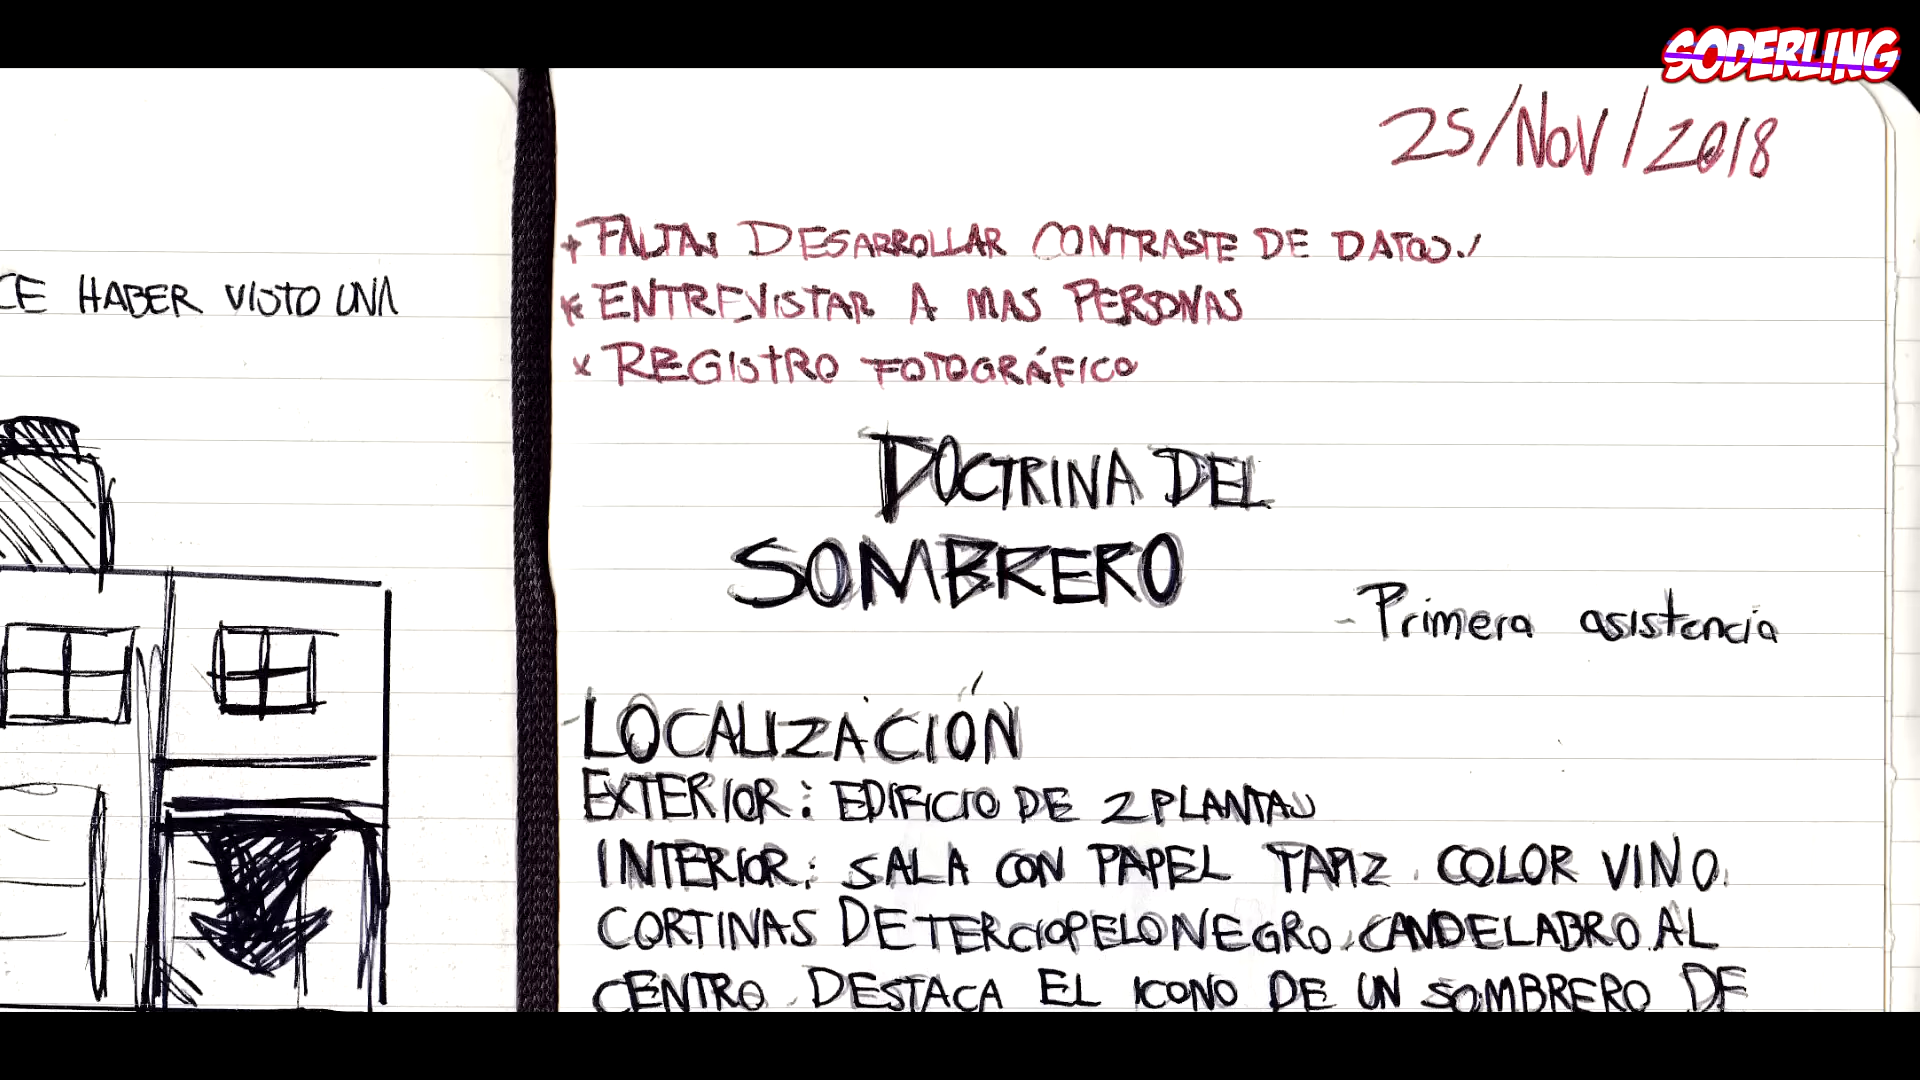 SODERLING
25/NOV/2018
CE HABER VISTO UNA
+ FALTAN DESARROLLAR CONTRASTE DE DATOS.
* ENTREVISTAR A MAS PERSONAS
x REGISTRO FOTOGRÁFICO
DOCTRINA DEL
SOMBRERO
- Primera asistencia
- LOCALIZACIÓN
EXTERIOR: EDIFICIO DE 2 PLANTAS
INTERIOR: SALA CON PAPEL TAPIZ COLOR VINO.
CORTINAS DE TERCIOPELO NEGRO. CANDELABRO AL
CENTRO. DESTACA EL ICONO DE UN SOMBRERO DE